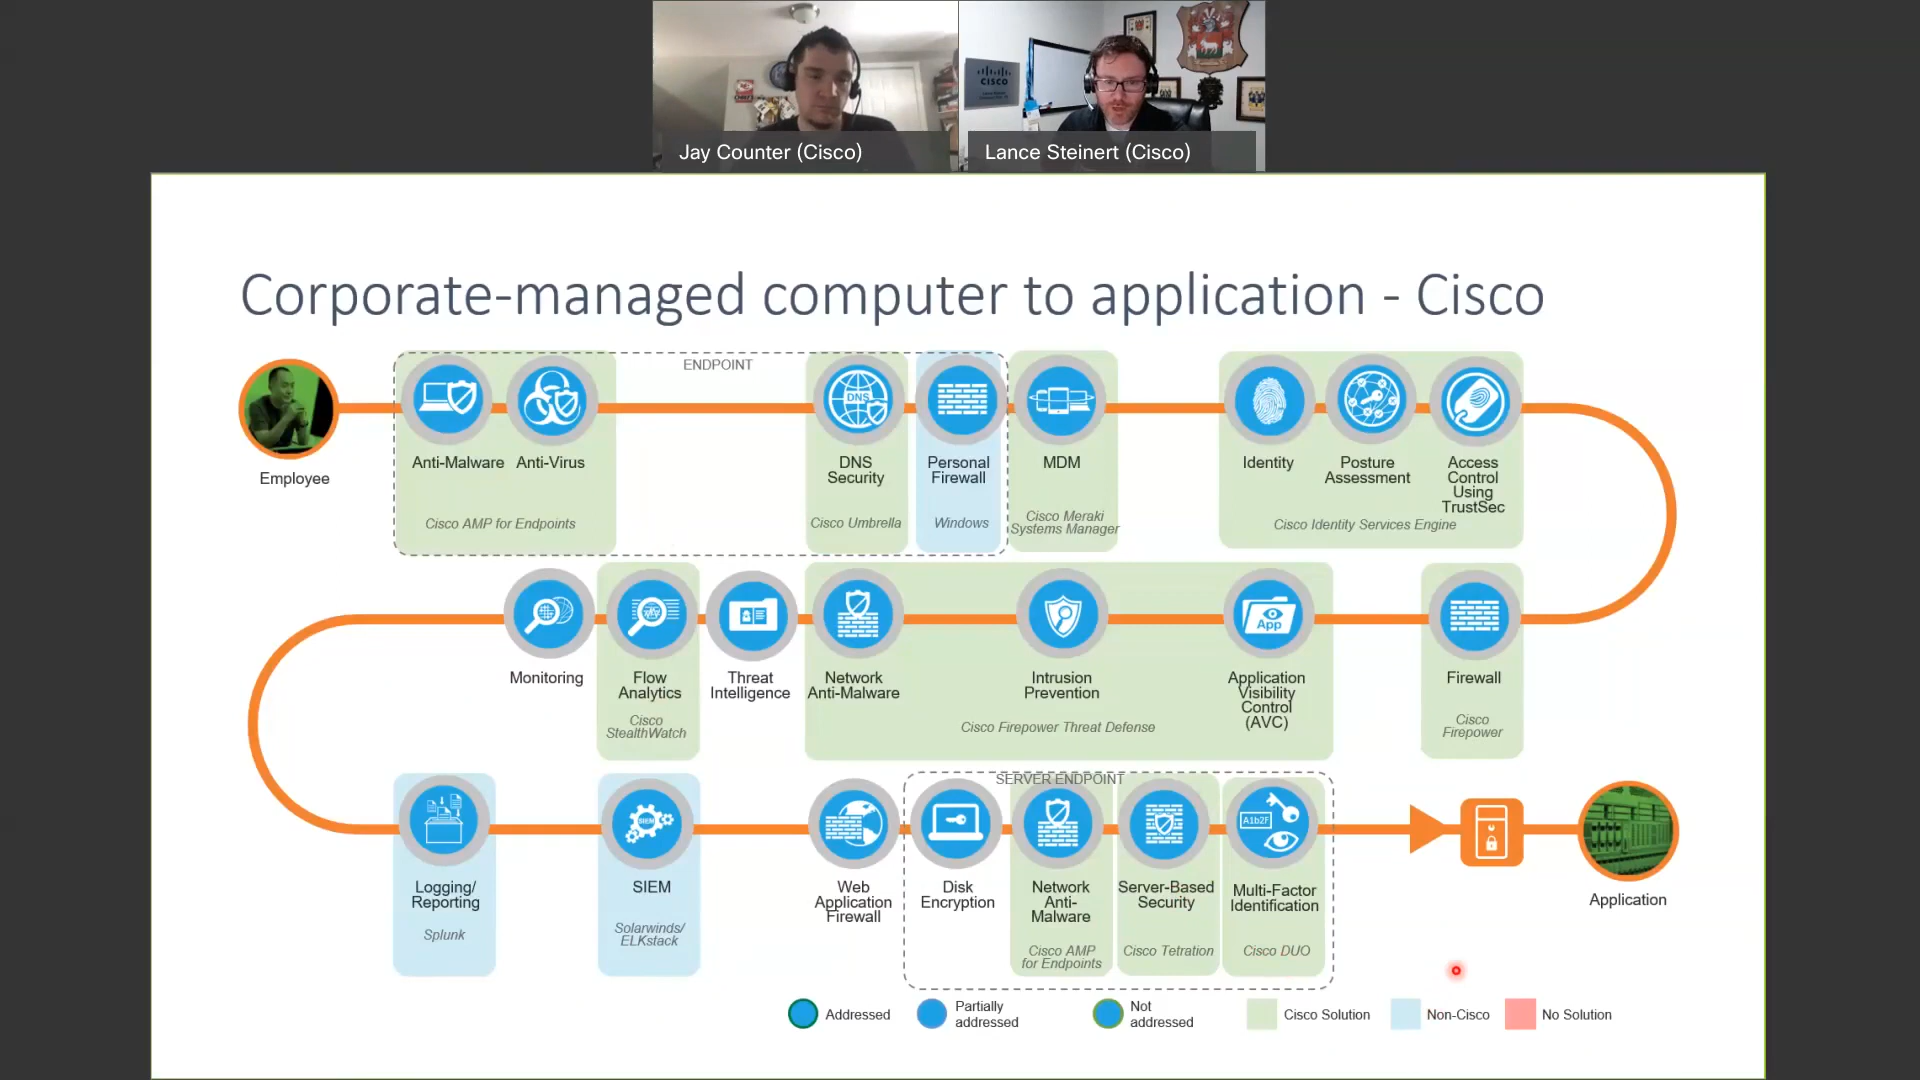 CISCO
Jay Counter (Cisco)
Lance Steinert (Cisco)
Corporate-managed computer to application - Cisco
ENDPOINT
DNS
Employee
Anti-Malware
Anti-Virus
DNS
Security
Personal
Firewall
MDM
Identity
Posture
Assessment
Access
Control
Using
TrustSec
Cisco AMP for Endpoints
Cisco Umbrella
Windows
Cisco Meraki
Systems Manager
Cisco Identity Services Engine
App
Monitoring
Flow
Analytics
Threat
Intelligence
Network
Anti-Malware
Intrusion
Prevention
Application
Visibility
Control
(AVC)
Firewall
Cisco
StealthWatch
Cisco Firepower Threat Defense
Cisco
Firepower
SERVER ENDPOINT
SIEM
A1b2F
Logging/
Reporting
SIEM
Web
Application
Firewall
Disk
Encryption
Network
Anti-
Malware
Server-Based
Security
Multi-Factor
Identification
Application
Splunk
Solarwinds/
ELKstack
Cisco AMP
for Endpoints
Cisco Tetration
Cisco DUO
Addressed
Partially
addressed
Not
addressed
Cisco Solution
Non-Cisco
No Solution